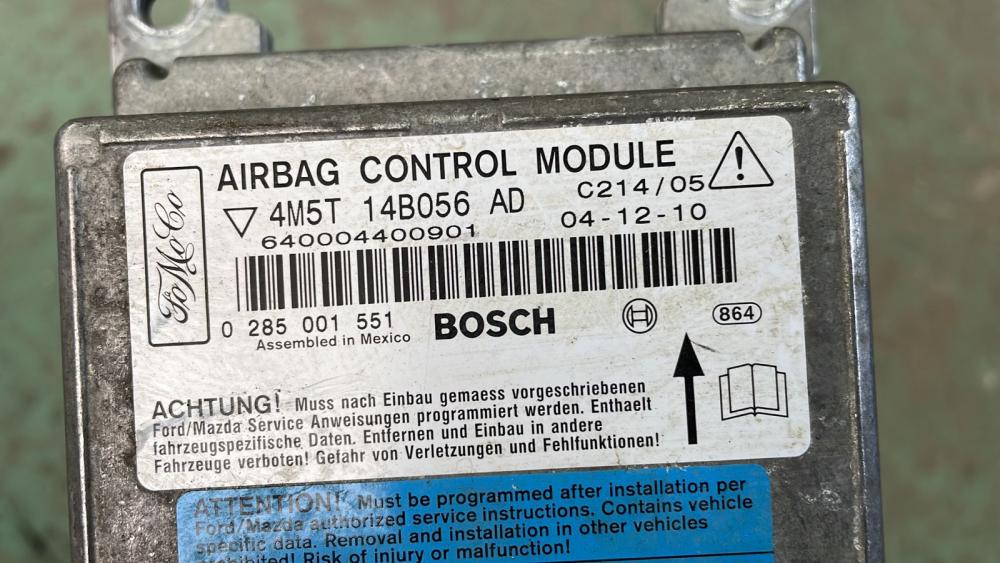 FoMoCo
AIRBAG CONTROL MODULE
4M5T 14B056 AD
C214/05
640004400901
04-12-10
0 285 001 551
BOSCH
864
Assembled in Mexico
ACHTUNG! Muss nach Einbau gemaess vorgeschriebenen
Ford/Mazda Service Anweisungen programmiert werden. Enthaelt
fahrzeugspezifische Daten. Entfernen und Einbau in andere
Fahrzeuge verboten! Gefahr von Verletzungen und Fehlfunktionen!
ATTENTION! Must be programmed after installation per
Ford/Mazda authorized service instructions. Contains vehicle
specific data. Removal and installation in other vehicles
prohibited! Risk of injury or malfunction!